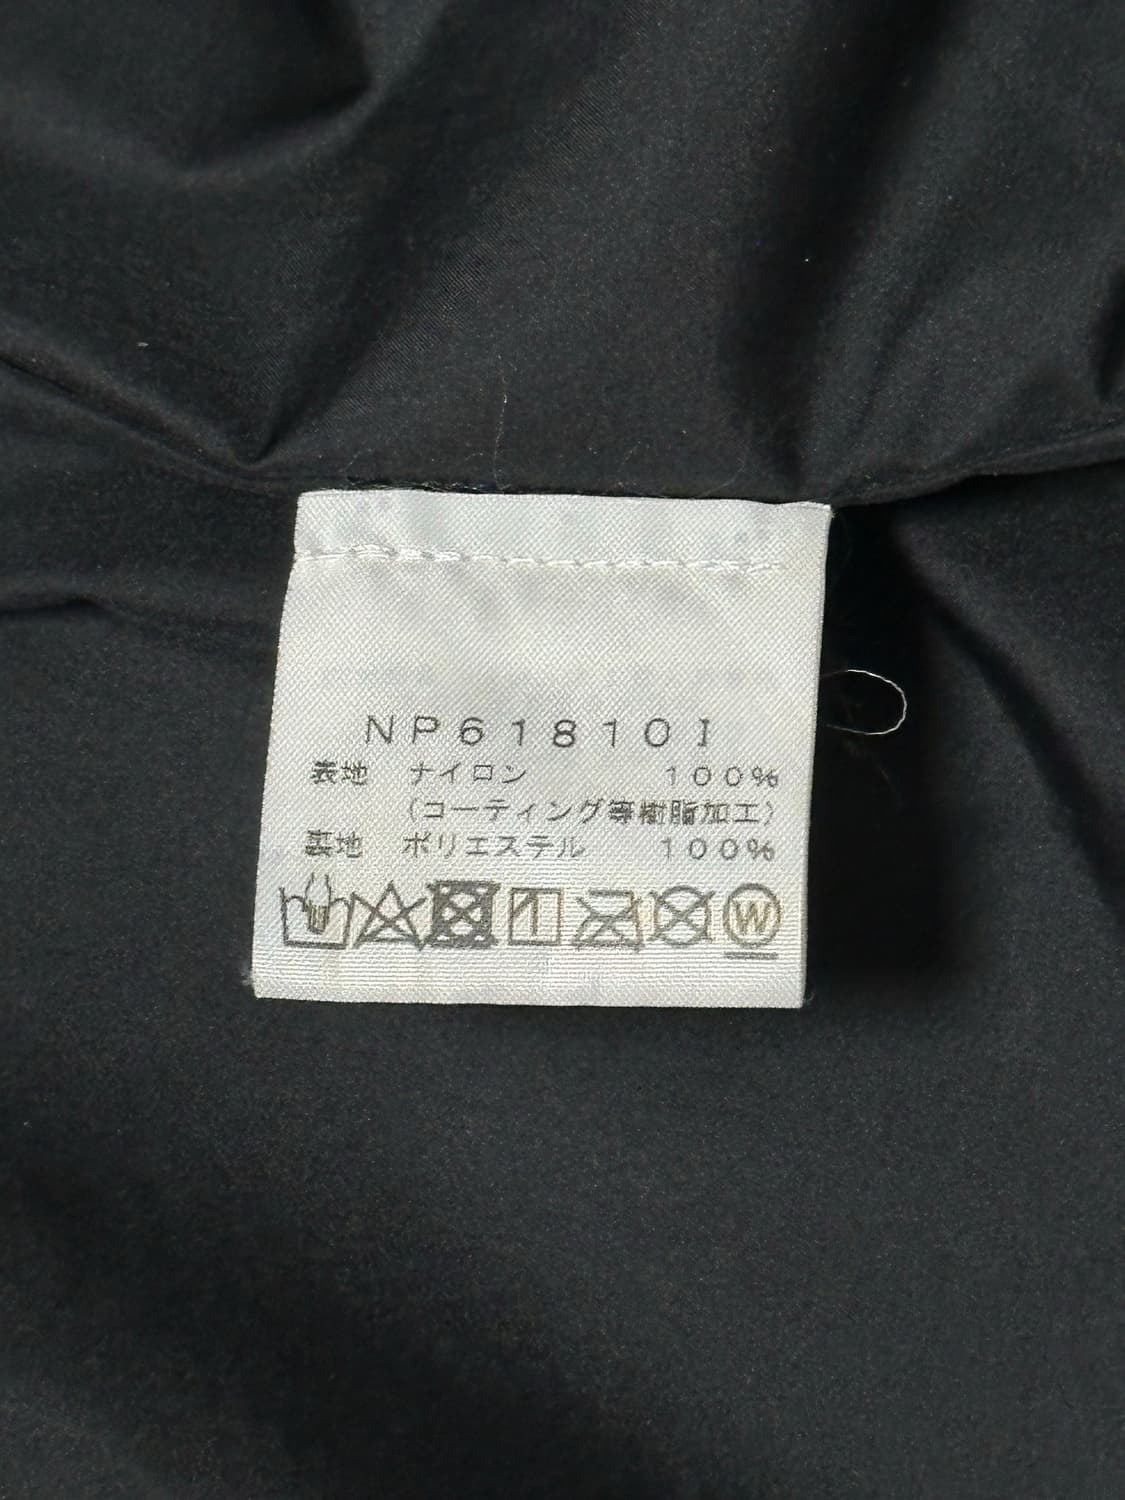 NP61810I
表地 ナイロン 100%
(コーティング等樹脂加工)
裏地 ポリエステル 100%
W